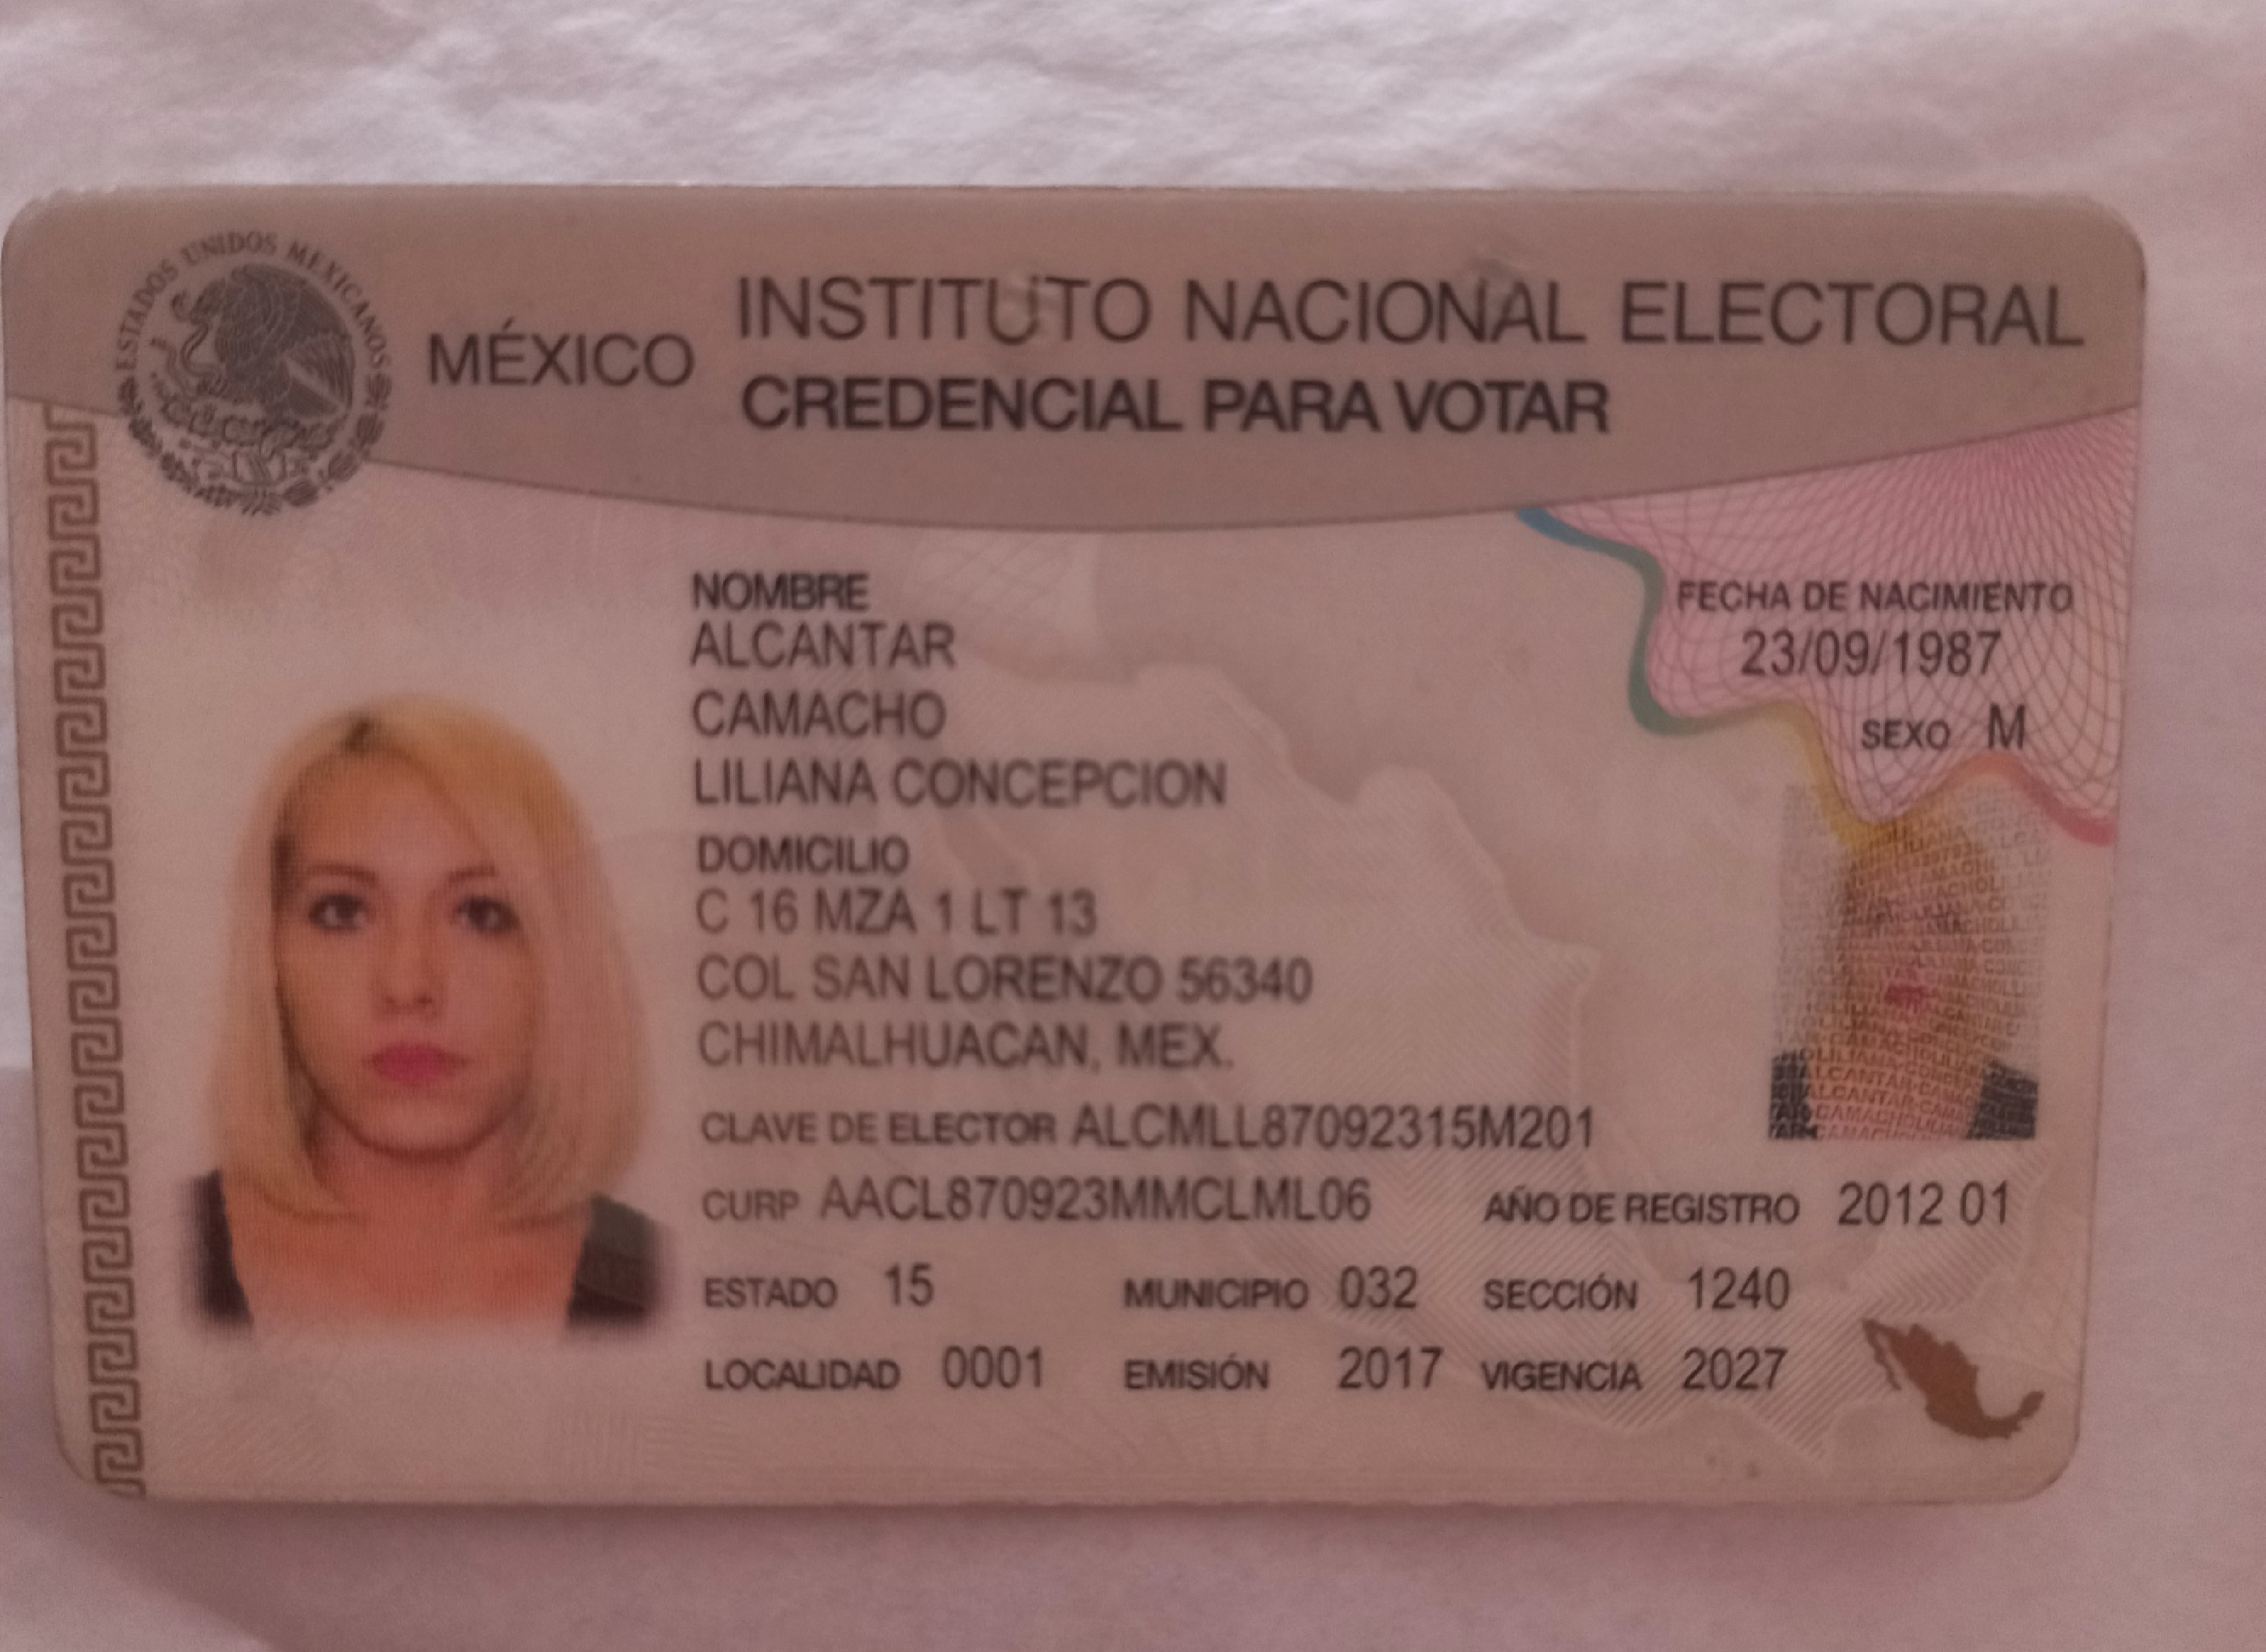 ESTADOS UNIDOS MEXICANOS
MÉXICO
INSTITUTO NACIONAL ELECTORAL
CREDENCIAL PARA VOTAR
NOMBRE
ALCANTAR
CAMACHO
LILIANA CONCEPCION
FECHA DE NACIMIENTO
23/09/1987
SEXO M
DOMICILIO
C 16 MZA 1 LT 13
COL SAN LORENZO 56340
CHIMALHUACAN, MEX.
CLAVE DE ELECTOR ALCMLL87092315M201
CURP AACL870923MMCLML06 AÑO DE REGISTRO 2012 01
ESTADO 15 MUNICIPIO 032 SECCIÓN 1240
LOCALIDAD 0001 EMISIÓN 2017 VIGENCIA 2027